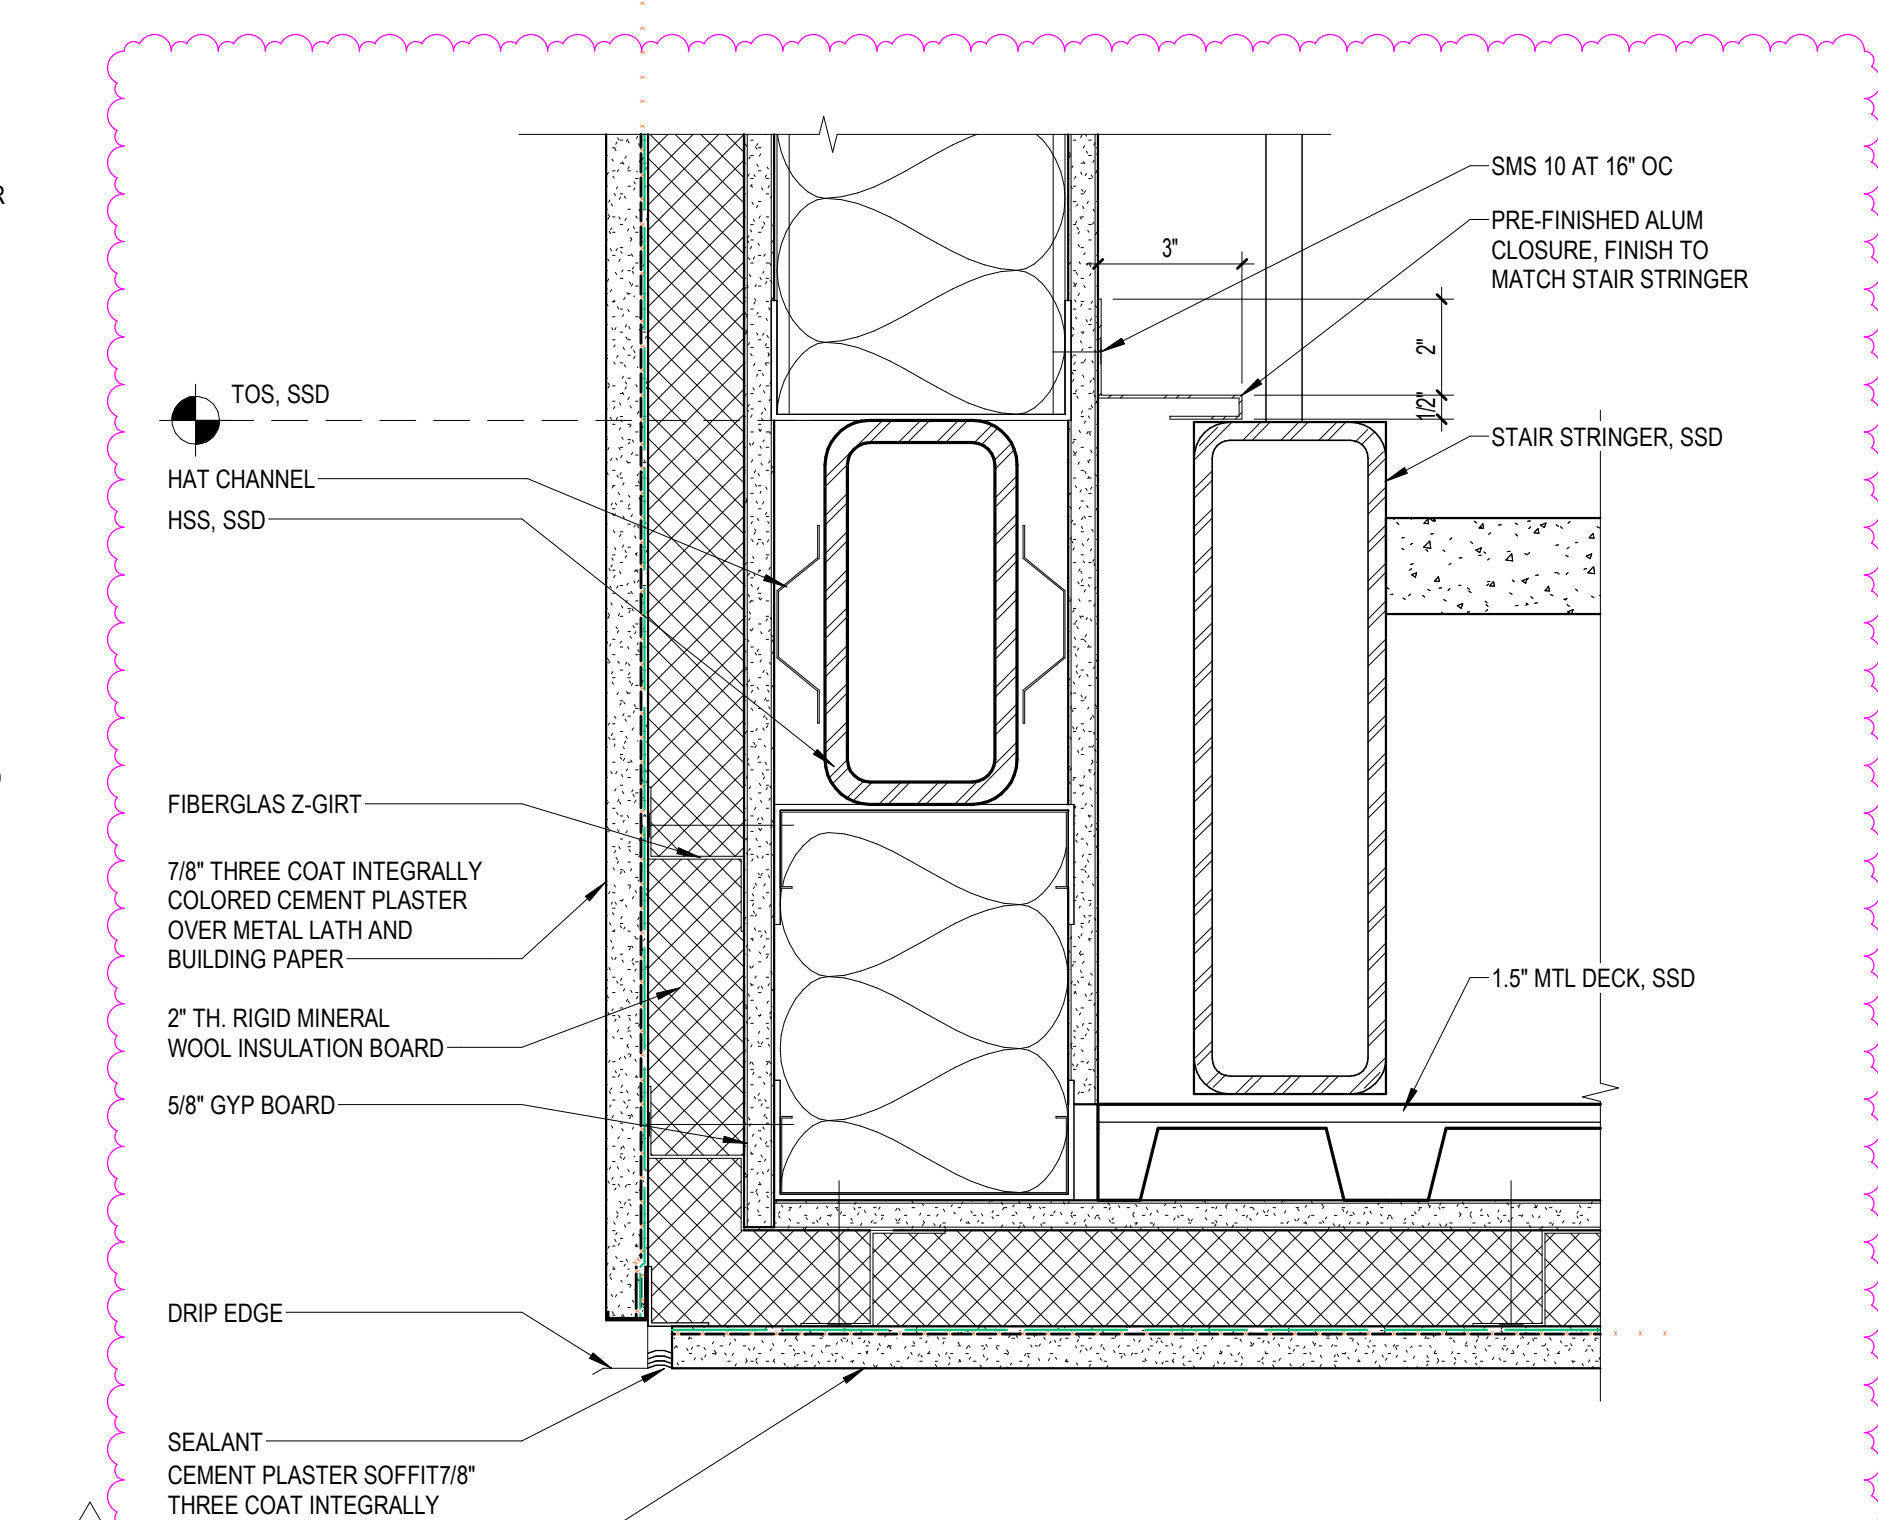 R
SMS 10 AT 16" OC
PRE-FINISHED ALUM
CLOSURE, FINISH TO
MATCH STAIR STRINGER
3"
2"
1/2"
TOS, SSD
STAIR STRINGER, SSD
HAT CHANNEL
HSS, SSD
FIBERGLAS Z-GIRT
7/8" THREE COAT INTEGRALLY
COLORED CEMENT PLASTER
OVER METAL LATH AND
BUILDING PAPER
1.5" MTL DECK, SSD
2" TH. RIGID MINERAL
WOOL INSULATION BOARD
5/8" GYP BOARD
DRIP EDGE
SEALANT
CEMENT PLASTER SOFFIT7/8"
THREE COAT INTEGRALLY